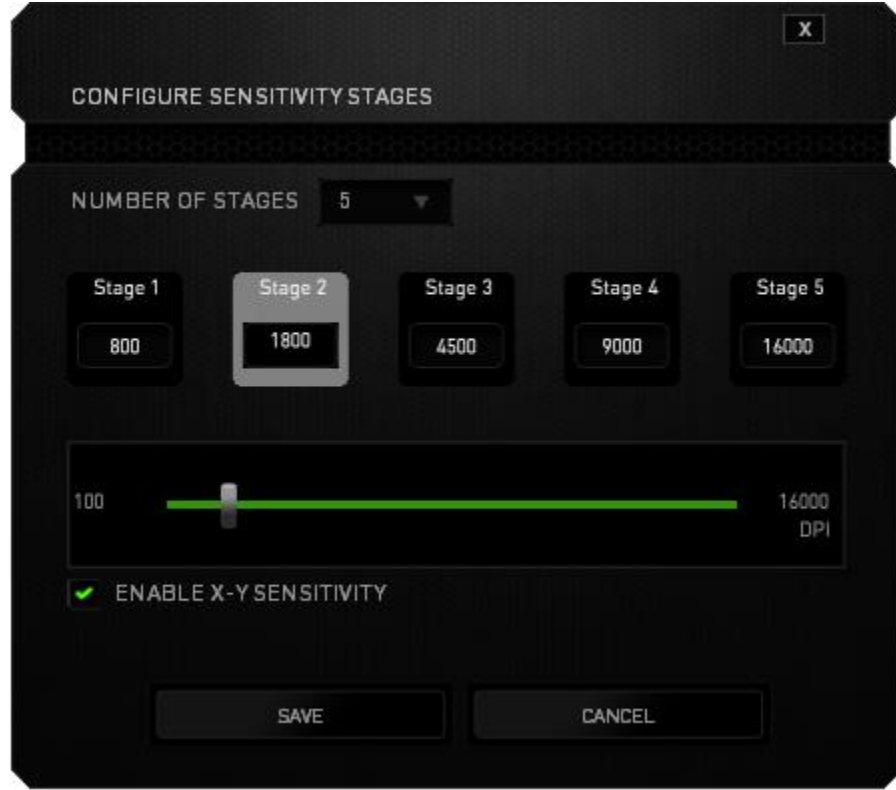 X
CONFIGURE SENSITIVITY STAGES
NUMBER OF STAGES 5
Stage 1 Stage 2 Stage 3 Stage 4 Stage 5
800 1800 4500 9000 16000
100 16000
DPI
ENABLE X-Y SENSITIVITY
SAVE CANCEL